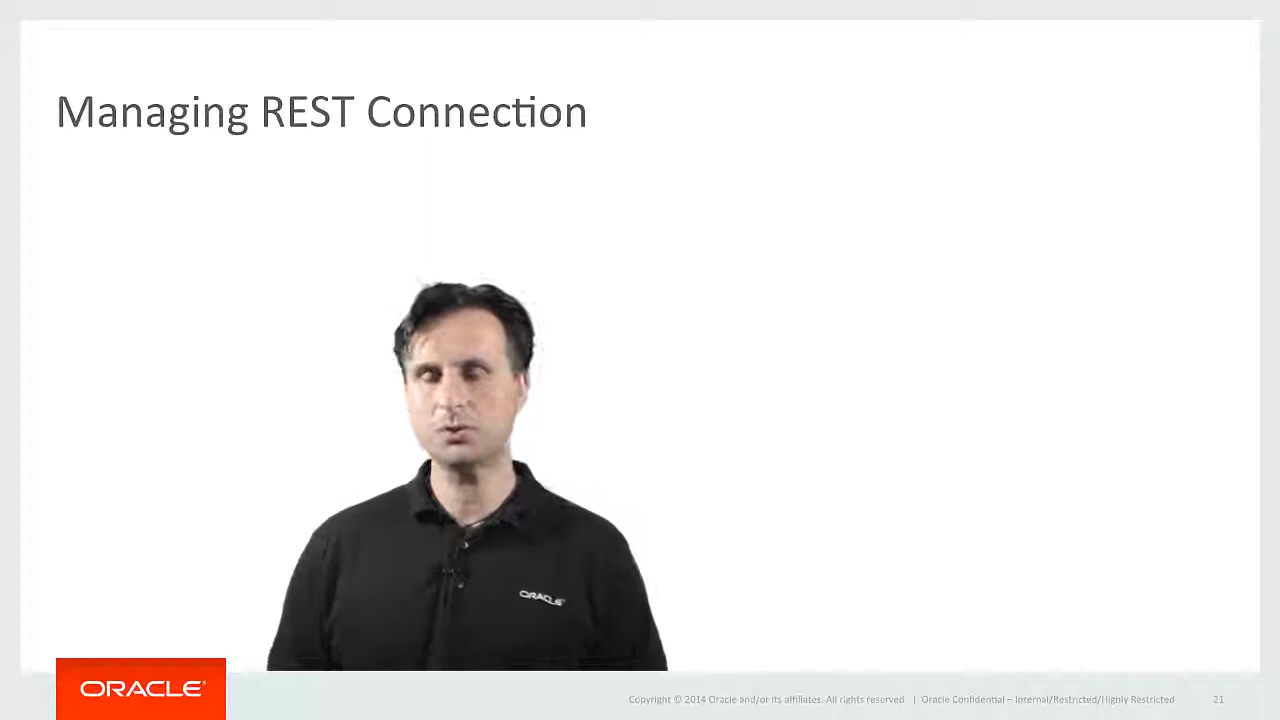 Managing REST Connection
ORACLE
ORACLE
Copyright © 2014 Oracle and/or its affiliates. All rights reserved | Oracle Confidential – Internal/Restricted/Highly Restricted 21